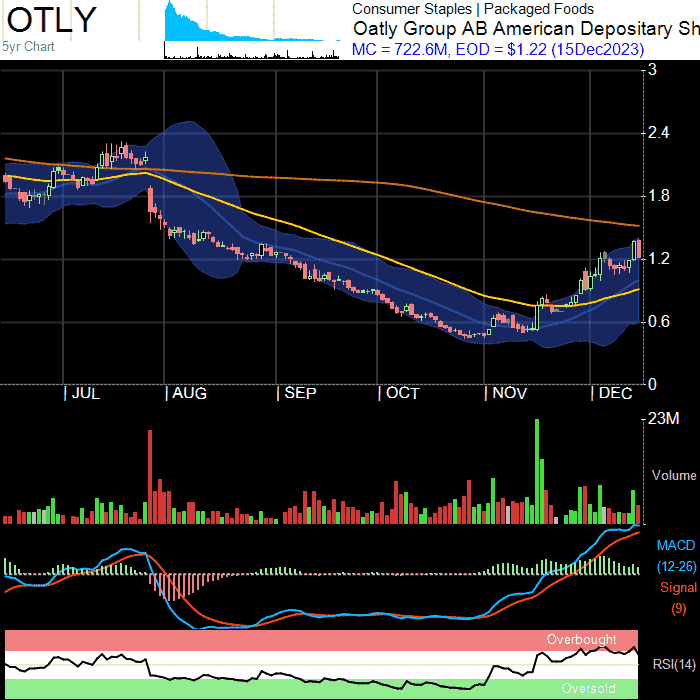 OTLY
5yr Chart
Consumer Staples | Packaged Foods
Oatly Group AB American Depositary Sh
MC = 722.6M, EOD = $1.22 (15Dec2023)
3
2.4
1.8
1.2
0.6
0
| JUL | AUG | SEP | OCT | NOV | DEC
23M
Volume
MACD
(12-26)
Signal
(9)
Overbought
RSI(14)
Oversold